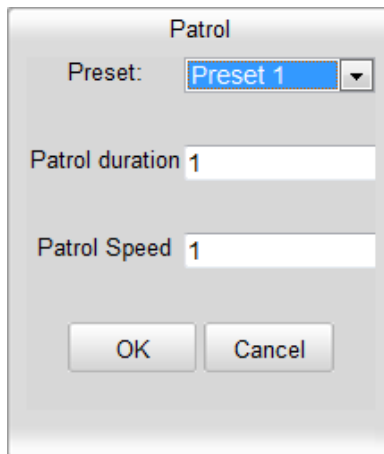 Patrol
Preset: Preset 1
Patrol duration 1
Patrol Speed 1
OK Cancel